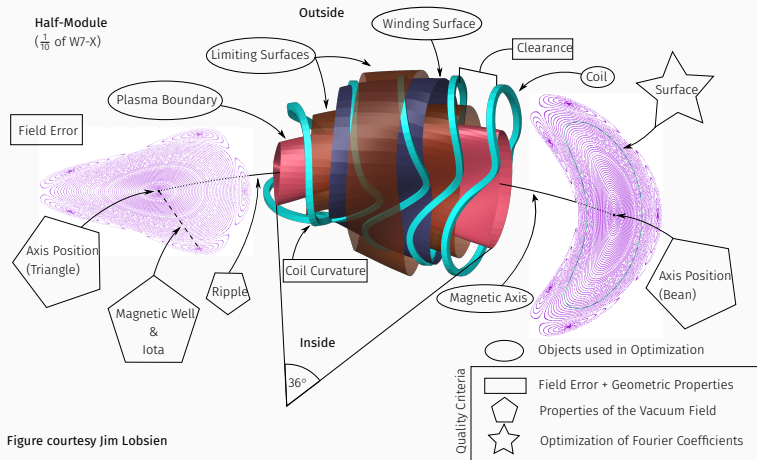 Outside
Half-Module
(1/10 of W7-X)
Winding Surface
Limiting Surfaces
Clearance
Coil
Plasma Boundary
Surface
Field Error
Axis Position
(Triangle)
Coil Curvature
Ripple
Magnetic Axis
Axis Position
(Bean)
Magnetic Well
&
Iota
Inside
36°
Objects used in Optimization
Quality Criteria
Field Error + Geometric Properties
Properties of the Vacuum Field
Optimization of Fourier Coefficients
Figure courtesy Jim Lobsien